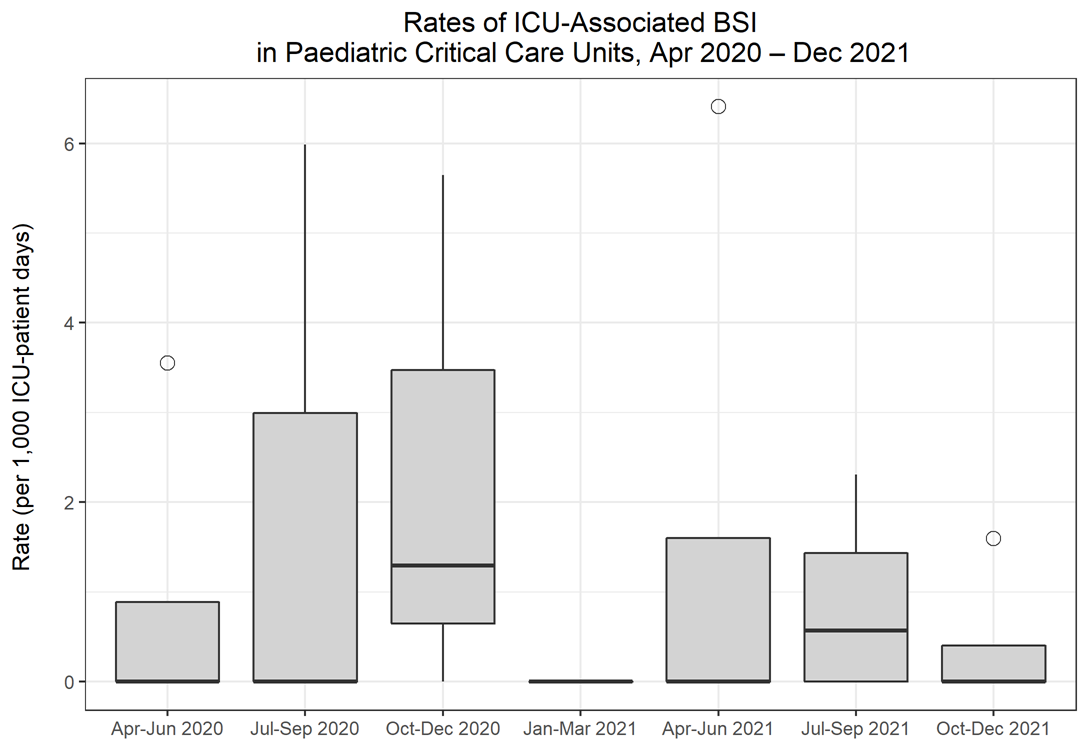 Rates of ICU-Associated BSI
in Paediatric Critical Care Units, Apr 2020 – Dec 2021
Rate (per 1,000 ICU-patient days)
6
4
2
0
Apr-Jun 2020 Jul-Sep 2020 Oct-Dec 2020 Jan-Mar 2021 Apr-Jun 2021 Jul-Sep 2021 Oct-Dec 2021